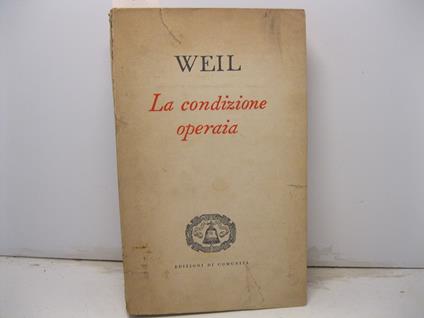 WEIL
La condizione
operaia
EDIZIONI DI COMUNITÀ